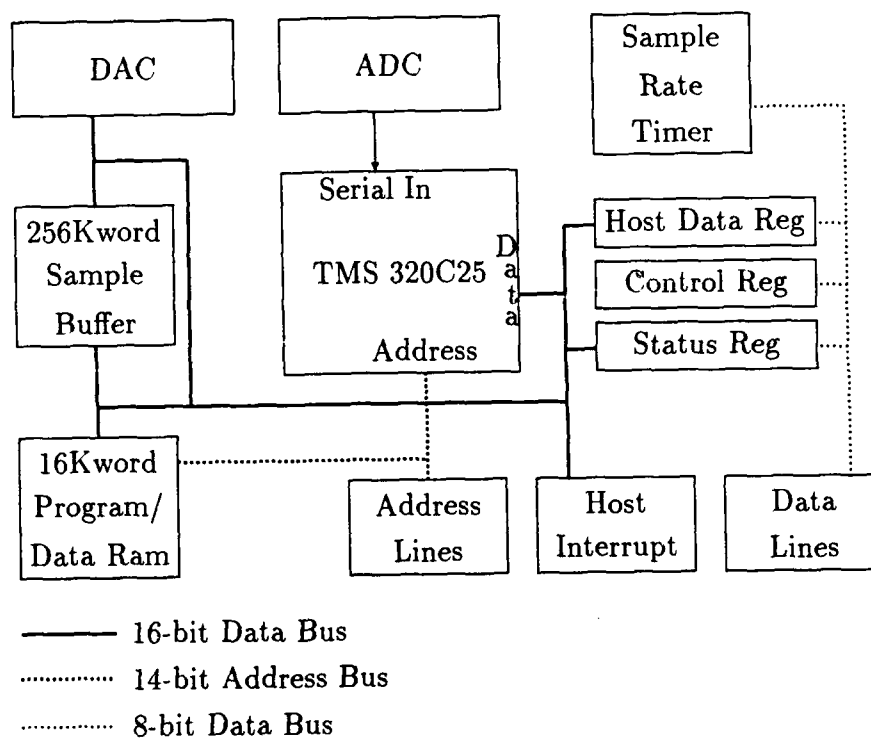 DAC
ADC
Sample
Rate
Timer
256Kword
Sample
Buffer
Serial In
TMS 320C25
Data
Address
Host Data Reg
Control Reg
Status Reg
16Kword
Program/
Data Ram
Address
Lines
Host
Interrupt
Data
Lines
16-bit Data Bus
14-bit Address Bus
8-bit Data Bus